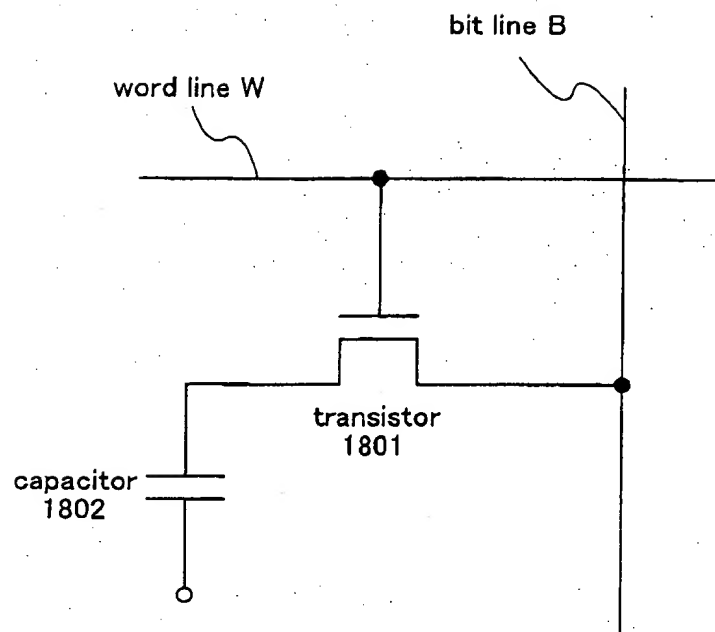 bit line B
word line W
transistor
1801
capacitor
1802